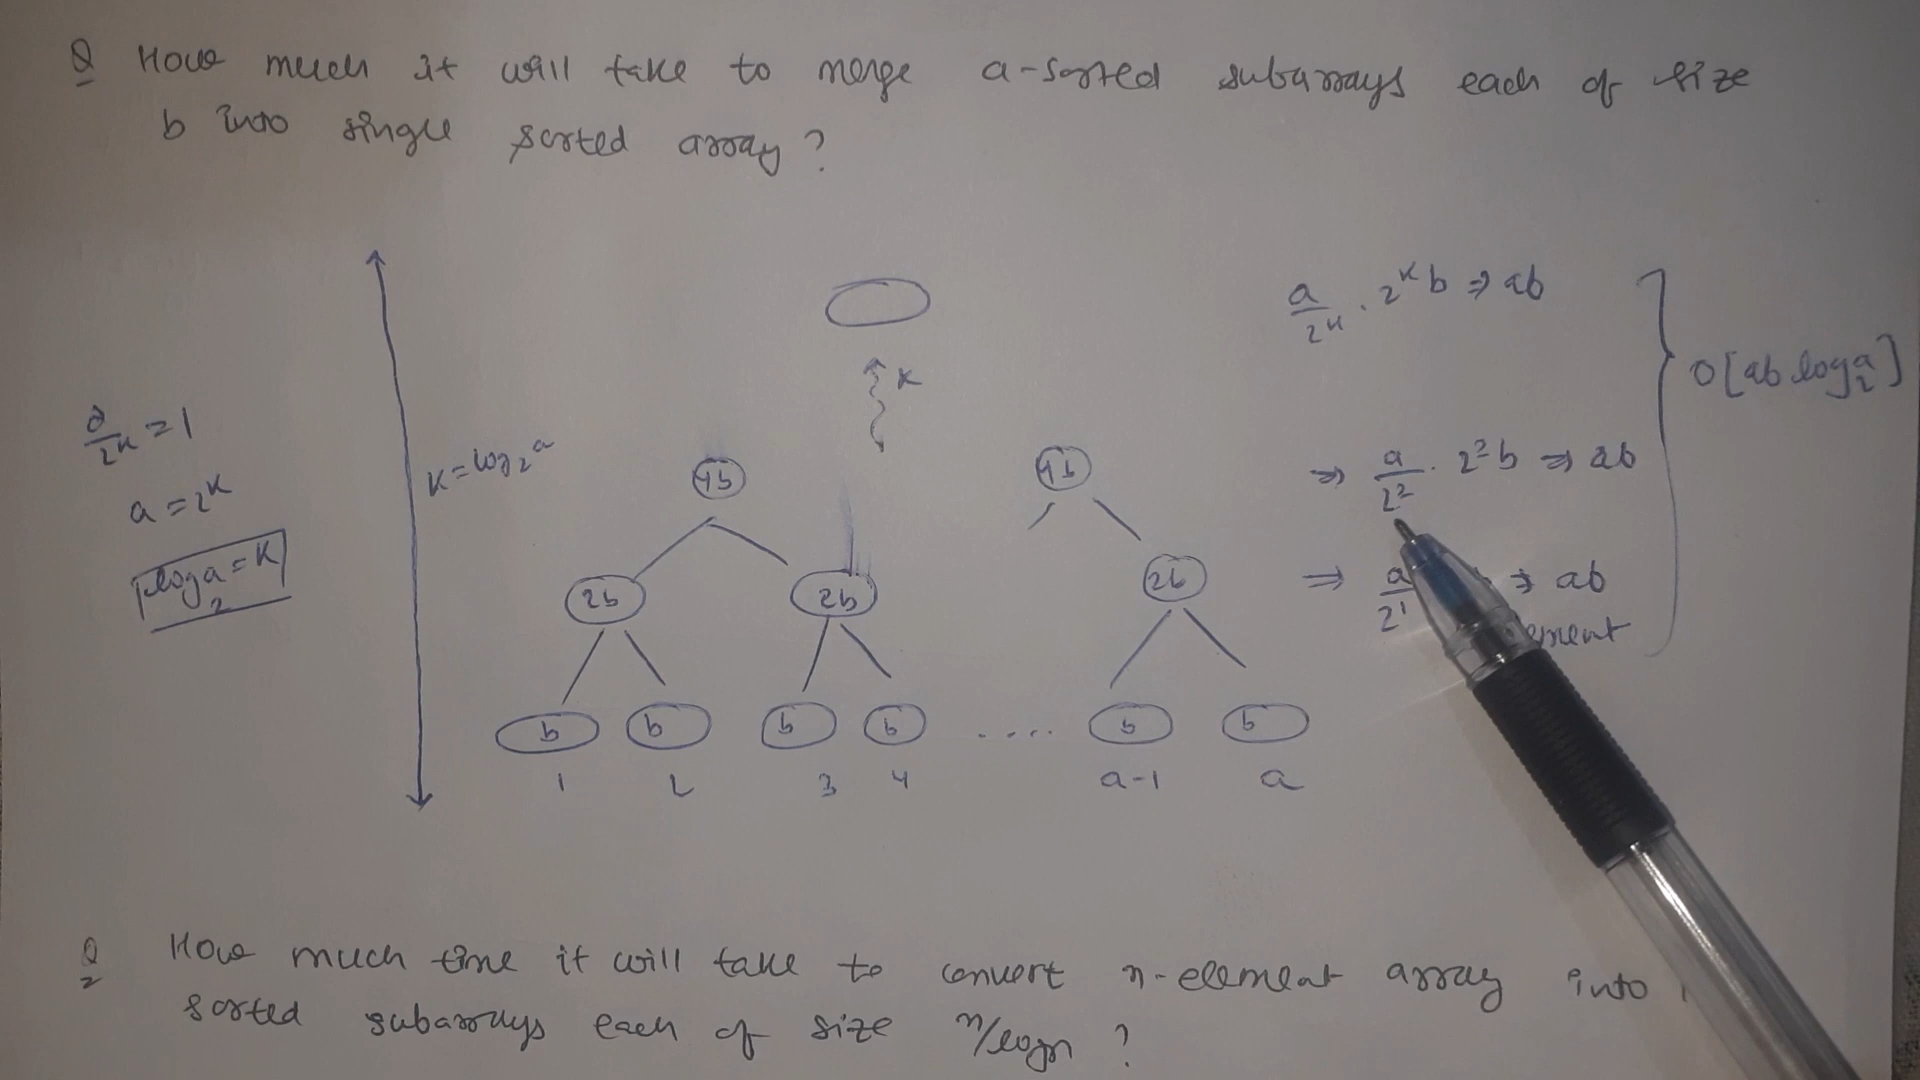 Q How much it will take to merge a-sorted subarrays each of size
b into single sorted array ?
a/2^k . 2^k b ⇒ ab
O[ab log₂a]
k
a/2^k = 1
k = log₂a
4b 4b
⇒ a/2² . 2²b ⇒ ab
a = 2^k
log₂a = k
2b 2b 2b
⇒ a/2¹ ⇒ ab
b b b b .... b b
1 2 3 4 a-1 a
Q How much time it will take to convert n-element array into
2 sorted subarrays each of size n/logn ?